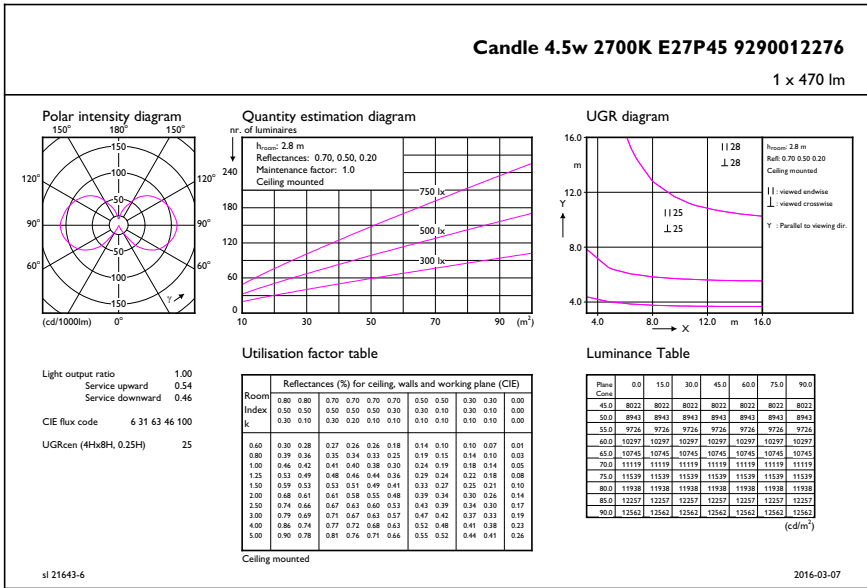 Candle 4.5w 2700K E27P45 9290012276
1 x 470 lm
Polar intensity diagram
150° 180° 150°
120° 120°
90° 90°
60° 60°
150
100
50
50
100
150
γ
(cd/1000lm) 0°
Quantity estimation diagram
nr. of luminaires
hroom: 2.8 m
Reflectances: 0.70, 0.50, 0.20
Maintenance factor: 1.0
Ceiling mounted
240
180
120
60
0
750 lx
500 lx
300 lx
10 30 50 70 90 (m²)
UGR diagram
16.0
m
12.0
Y
8.0
4.0
II 28
⊥ 28
II 25
⊥ 25
4.0 8.0 12.0 m 16.0
X
hroom: 2.8 m
Refl: 0.70 0.50 0.20
Ceiling mounted
II : viewed endwise
⊥ : viewed crosswise
Y : Parallel to viewing dir.
Light output ratio 1.00
Service upward 0.54
Service downward 0.46
CIE flux code 6 31 63 46 100
UGRcen (4Hx8H, 0.25H) 25
Utilisation factor table
Room Index k
Reflectances (%) for ceiling, walls and working plane (CIE)
0.80 0.80 0.70 0.70 0.70 0.70 0.50 0.50 0.30 0.30 0.00
0.50 0.50 0.50 0.50 0.50 0.30 0.30 0.10 0.30 0.10 0.00
0.30 0.10 0.30 0.20 0.10 0.10 0.10 0.10 0.10 0.10 0.00
0.60 0.30 0.28 0.27 0.26 0.26 0.18 0.14 0.10 0.10 0.07 0.01
0.80 0.39 0.36 0.35 0.34 0.33 0.25 0.19 0.15 0.14 0.10 0.03
1.00 0.46 0.42 0.41 0.40 0.38 0.30 0.24 0.19 0.18 0.14 0.05
1.25 0.53 0.49 0.48 0.46 0.44 0.36 0.29 0.24 0.22 0.18 0.08
1.50 0.59 0.53 0.53 0.51 0.49 0.41 0.33 0.27 0.25 0.21 0.10
2.00 0.68 0.61 0.61 0.58 0.55 0.48 0.39 0.34 0.30 0.26 0.14
2.50 0.74 0.66 0.67 0.63 0.60 0.53 0.43 0.39 0.34 0.30 0.17
3.00 0.79 0.69 0.71 0.67 0.63 0.57 0.47 0.42 0.37 0.33 0.19
4.00 0.86 0.74 0.77 0.72 0.68 0.63 0.52 0.48 0.41 0.38 0.23
5.00 0.90 0.78 0.81 0.76 0.71 0.66 0.55 0.52 0.44 0.41 0.26
Ceiling mounted
Luminance Table
Plane Cone 0.0 15.0 30.0 45.0 60.0 75.0 90.0
45.0 8022 8022 8022 8022 8022 8022 8022
50.0 8943 8943 8943 8943 8943 8943 8943
55.0 9726 9726 9726 9726 9726 9726 9726
60.0 10297 10297 10297 10297 10297 10297 10297
65.0 10745 10745 10745 10745 10745 10745 10745
70.0 11119 11119 11119 11119 11119 11119 11119
75.0 11539 11539 11539 11539 11539 11539 11539
80.0 11938 11938 11938 11938 11938 11938 11938
85.0 12257 12257 12257 12257 12257 12257 12257
90.0 12562 12562 12562 12562 12562 12562 12562
(cd/m²)
sl 21643-6
2016-03-07